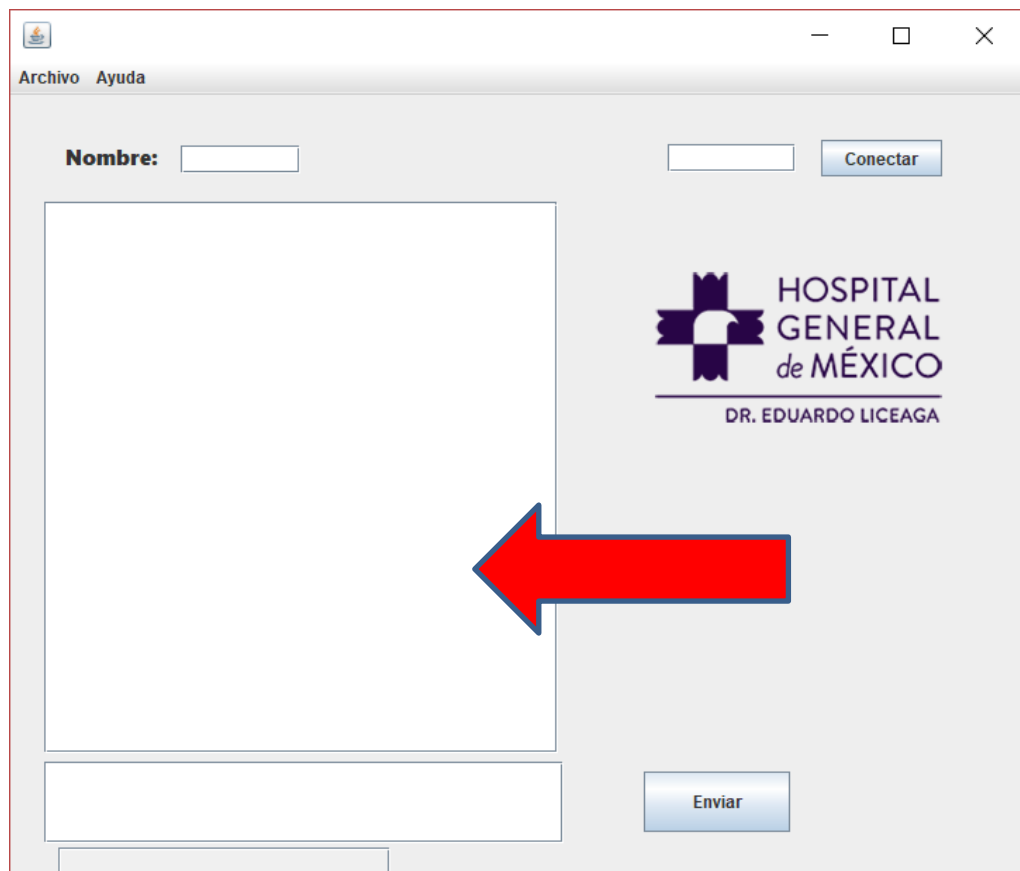 Archivo Ayuda
Nombre:
Conectar
HOSPITAL
GENERAL
de MÉXICO
DR. EDUARDO LICEAGA
Enviar